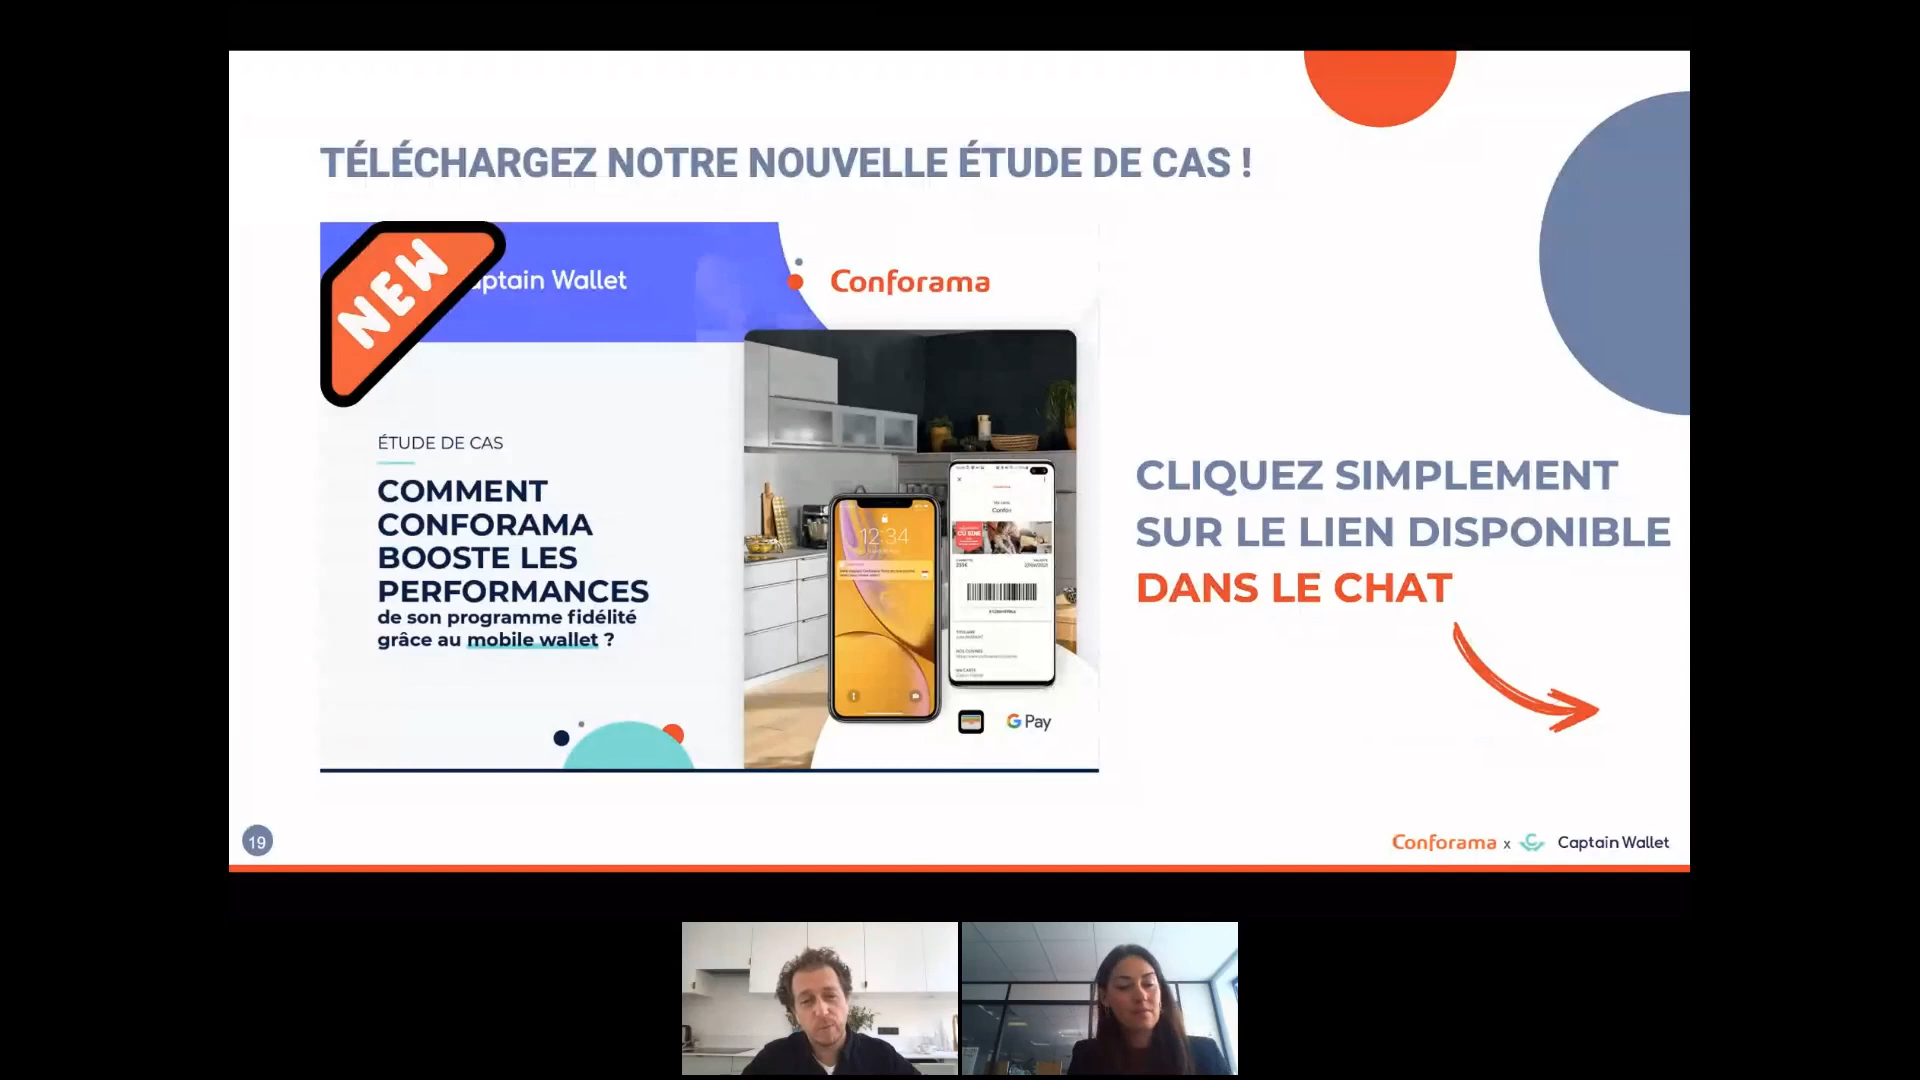 TÉLÉCHARGEZ NOTRE NOUVELLE ÉTUDE DE CAS !
NEW
aptain Wallet
Conforama
ÉTUDE DE CAS
COMMENT
CONFORAMA
BOOSTE LES
PERFORMANCES
de son programme fidélité
grâce au mobile wallet ?
12:34
G Pay
CLIQUEZ SIMPLEMENT
SUR LE LIEN DISPONIBLE
DANS LE CHAT
19
Conforama x Captain Wallet